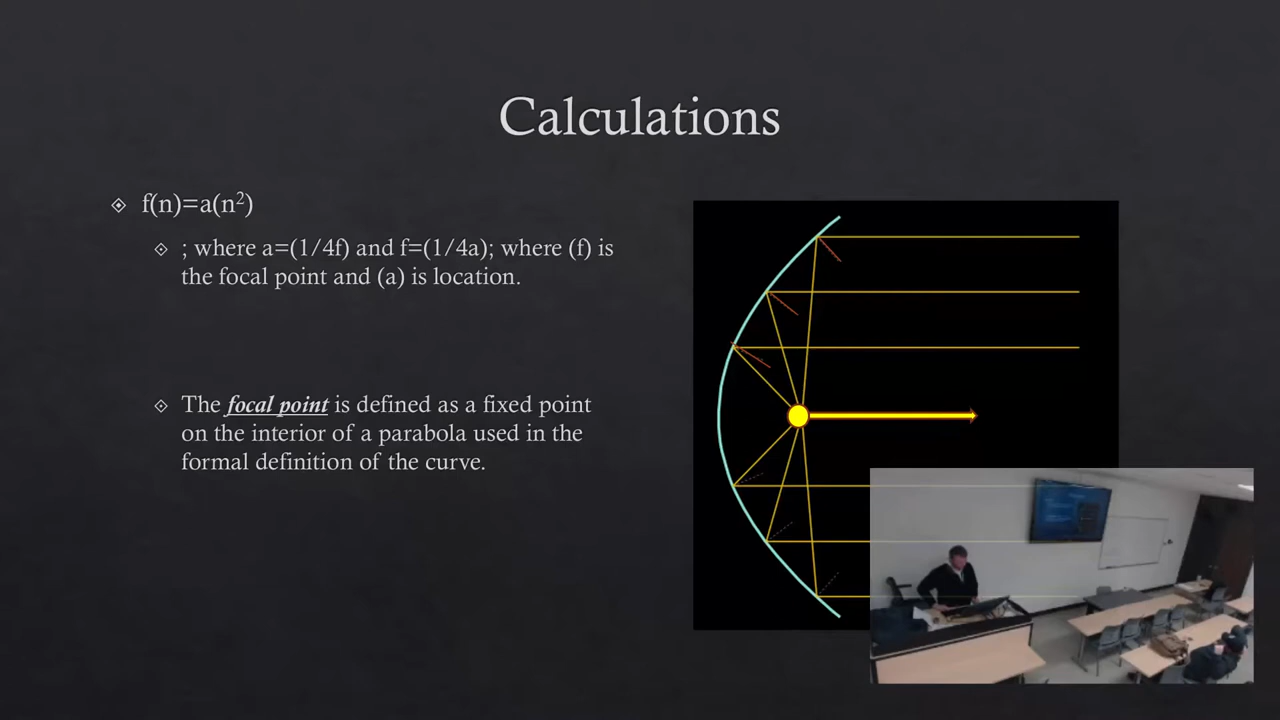 Calculations
f(n)=a(n²)
; where a=(1/4f) and f=(1/4a); where (f) is
the focal point and (a) is location.
The focal point is defined as a fixed point
on the interior of a parabola used in the
formal definition of the curve.